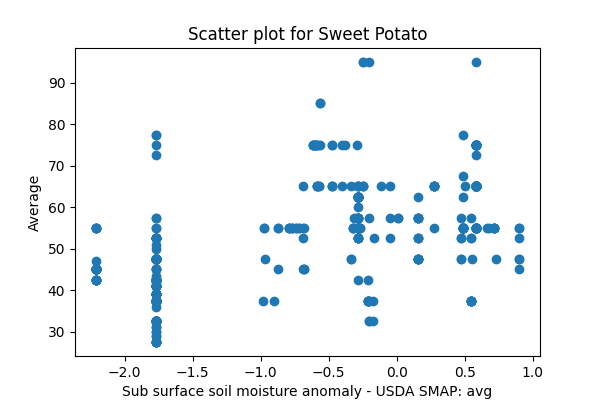 Scatter plot for Sweet Potato
90
80
70
60
50
40
30
Average
−2.0 −1.5 −1.0 −0.5 0.0 0.5 1.0
Sub surface soil moisture anomaly - USDA SMAP: avg